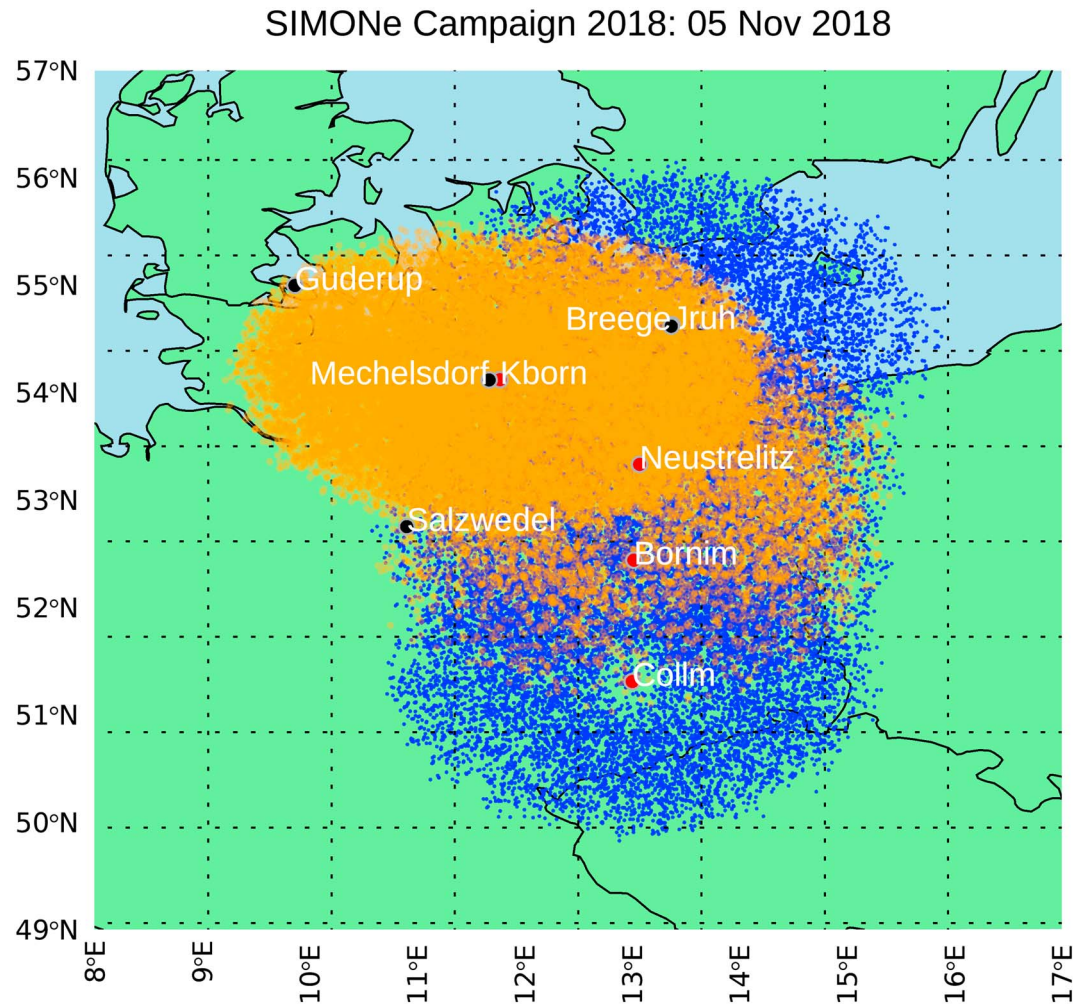 SIMONe Campaign 2018: 05 Nov 2018
57°N
56°N
55°N
54°N
53°N
52°N
51°N
50°N
49°N
Guderup
Breege Jruh
Mechelsdorf Kborn
Neustrelitz
Salzwedel
Bornim
Collm
8°E
9°E
10°E
11°E
12°E
13°E
14°E
15°E
16°E
17°E